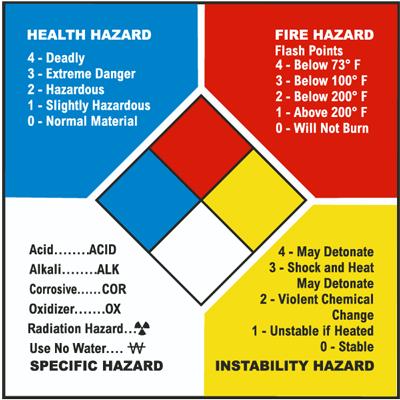 HEALTH HAZARD
4 - Deadly
3 - Extreme Danger
2 - Hazardous
1 - Slightly Hazardous
0 - Normal Material
FIRE HAZARD
Flash Points
4 - Below 73° F
3 - Below 100° F
2 - Below 200° F
1 - Above 200° F
0 - Will Not Burn
Acid........ACID
Alkali.......ALK
Corrosive......COR
Oxidizer.......OX
Radiation Hazard...☢
Use No Water.... W
SPECIFIC HAZARD
4 - May Detonate
3 - Shock and Heat
May Detonate
2 - Violent Chemical
Change
1 - Unstable if Heated
0 - Stable
INSTABILITY HAZARD